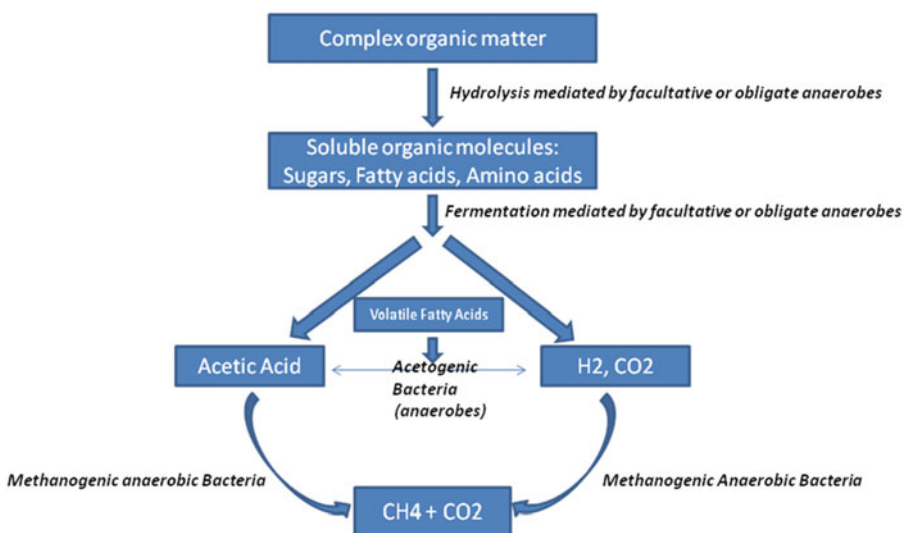 Complex organic matter
Hydrolysis mediated by facultative or obligate anaerobes
Soluble organic molecules:
Sugars, Fatty acids, Amino acids
Fermentation mediated by facultative or obligate anaerobes
Volatile Fatty Acids
Acetic Acid
Acetogenic
Bacteria
(anaerobes)
H2, CO2
Methanogenic anaerobic Bacteria
Methanogenic Anaerobic Bacteria
CH4 + CO2